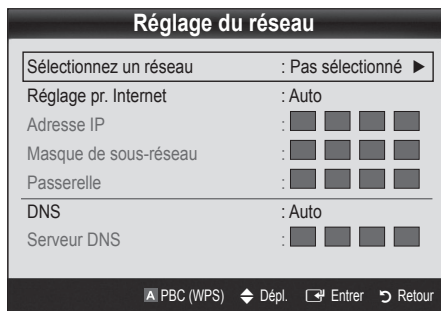 Réglage du réseau
Sélectionnez un réseau : Pas sélectionné ▶
Réglage pr. Internet : Auto
Adresse IP :
Masque de sous-réseau :
Passerelle :
DNS : Auto
Serveur DNS :
A PBC (WPS) Dépl. Entrer Retour